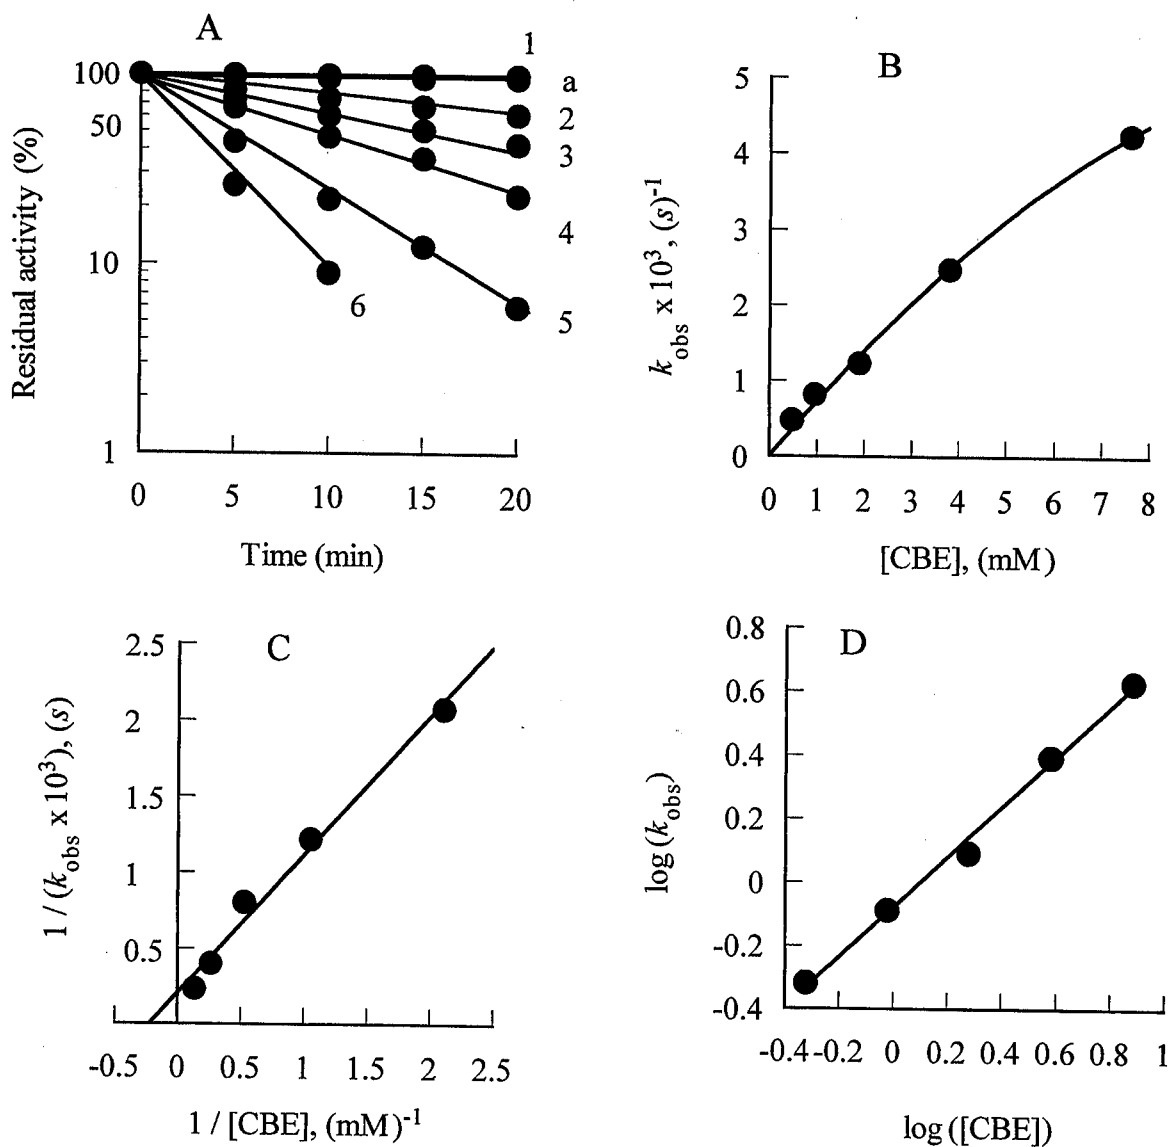 A
1
100
a
2
50
3
4
10
6
5
1
0
5
10
15
20
Residual activity (%)
Time (min)
B
5
4
3
2
1
0
0 1 2 3 4 5 6 7 8
k_obs x 10³, (s)⁻¹
[CBE], (mM)
C
2.5
2
1.5
1
0.5
-0.5 0 0.5 1 1.5 2 2.5
1 / (k_obs x 10³), (s)
1 / [CBE], (mM)⁻¹
D
0.8
0.6
0.4
0.2
0
-0.2
-0.4
-0.4 -0.2 0 0.2 0.4 0.6 0.8 1
log (k_obs)
log ([CBE])